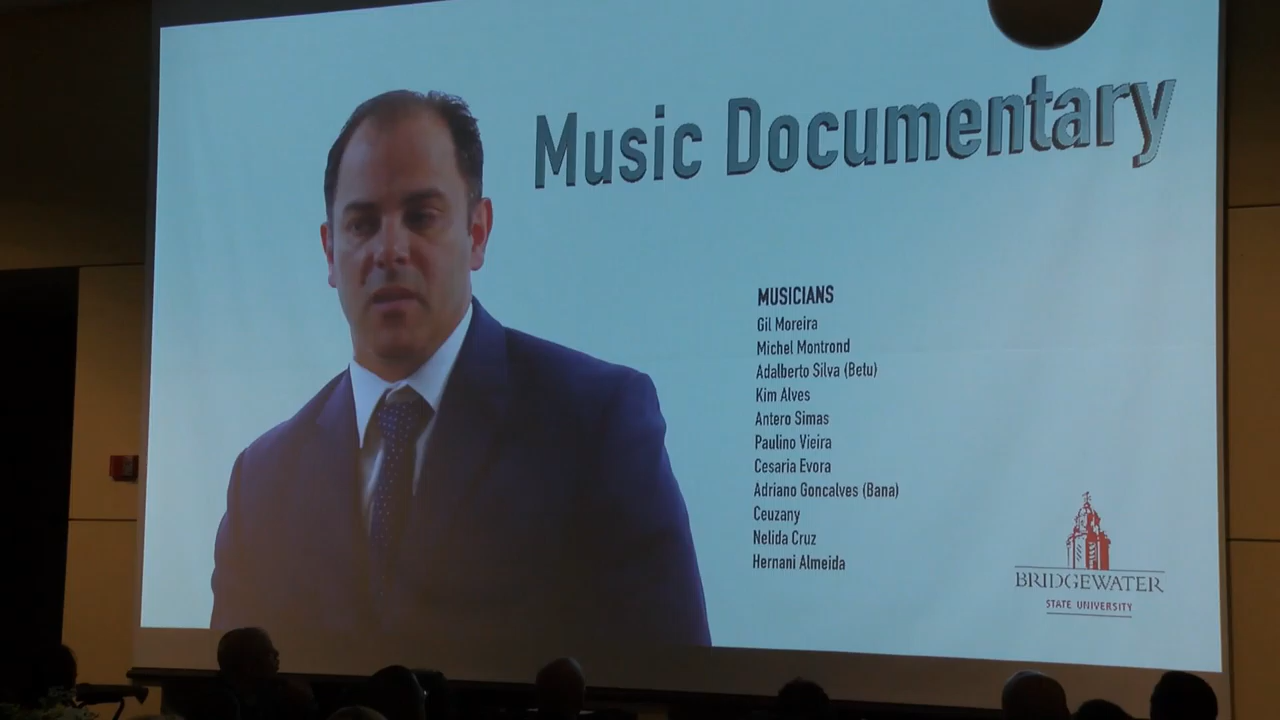 Music Documentary
MUSICIANS
Gil Moreira
Michel Montrond
Adalberto Silva (Betu)
Kim Alves
Antero Simas
Paulino Vieira
Cesaria Evora
Adriano Goncalves (Bana)
Ceuzany
Nelida Cruz
Hernani Almeida
BRIDGEWATER
STATE UNIVERSITY